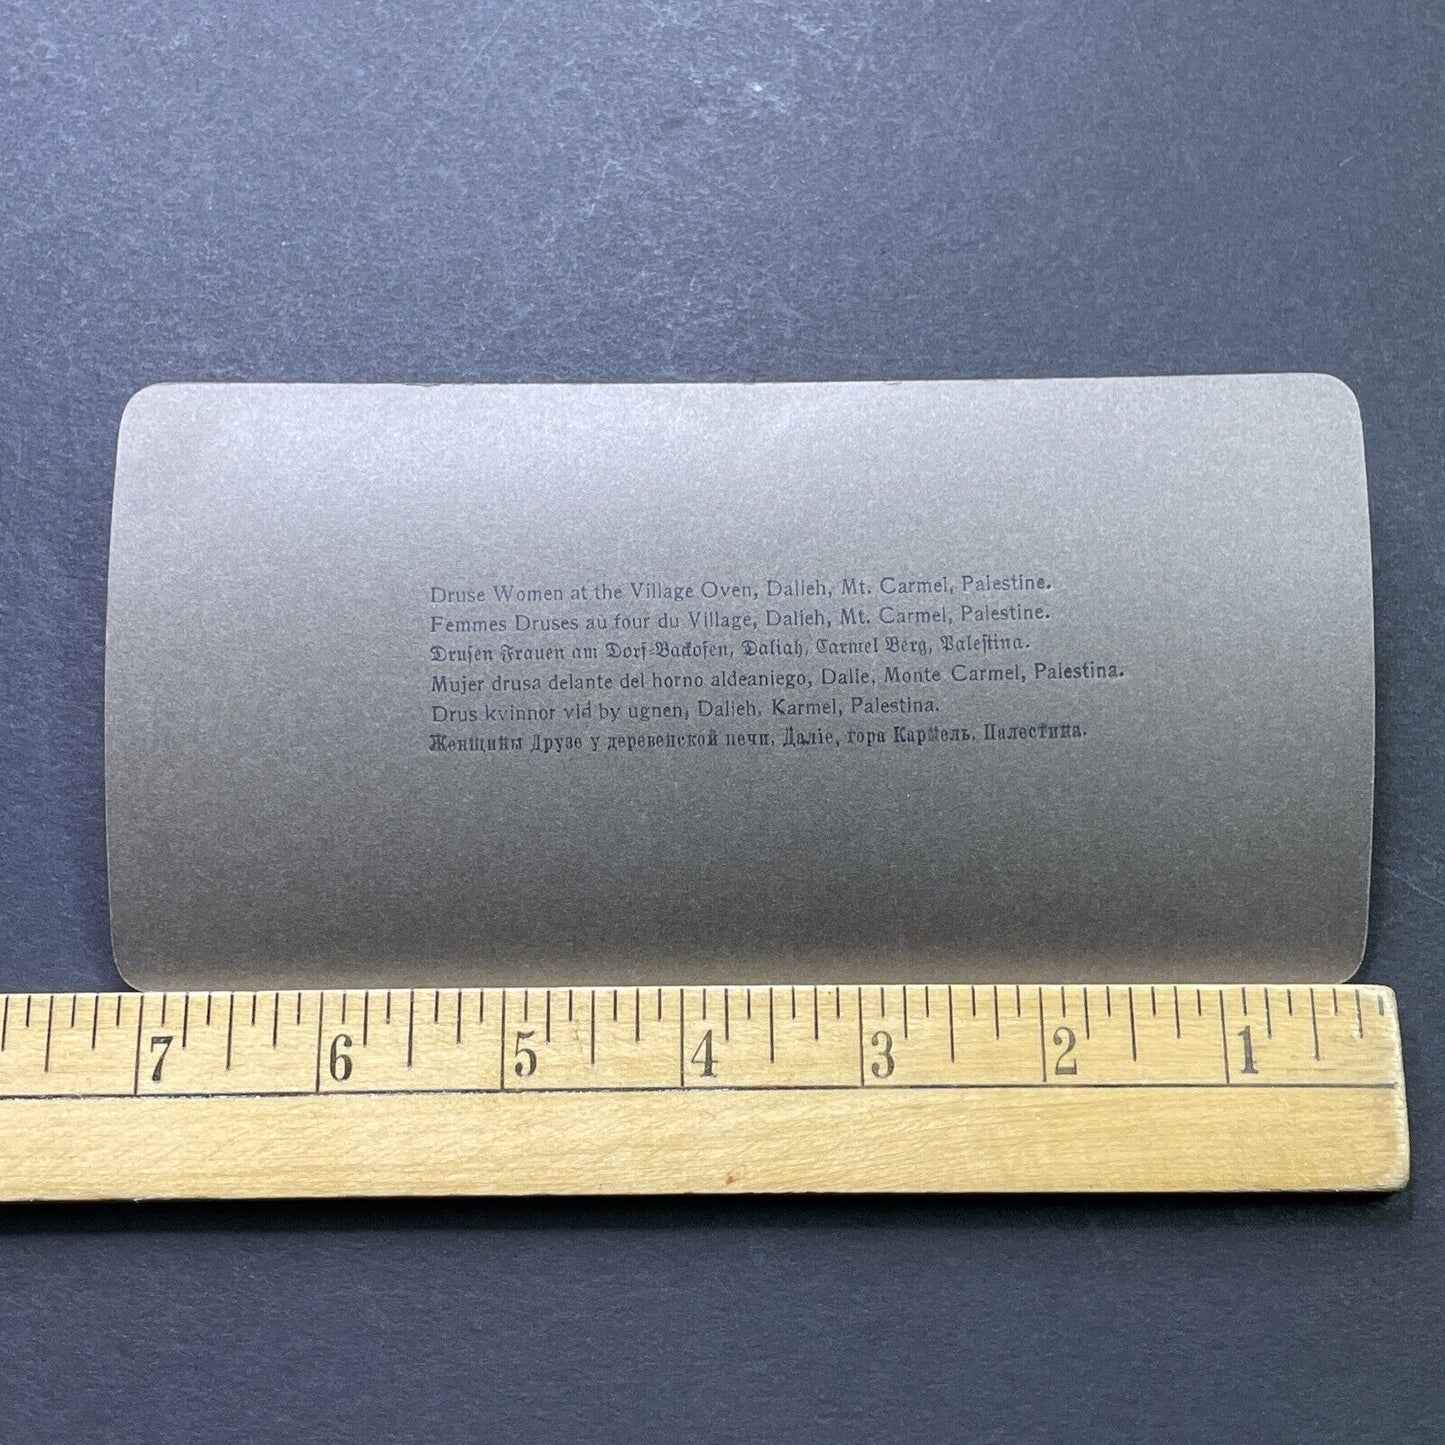 Druse Women at the Village Oven, Dalieh, Mt. Carmel, Palestine.
Femmes Druses au four du Village, Dalieh, Mt. Carmel, Palestine.
Drusen Frauen am Dorf-Backofen, Daliah, Carmel Berg, Palestina.
Mujer drusa delante del horno aldeaniego, Dalie, Monte Carmel, Palestina.
Drus kvinnor vid by ugnen, Dalieh, Karmel, Palestina.
Женщины Друзе у деревенской печи, Даліе, гора Кармель, Палестина.
7 6 5 4 3 2 1